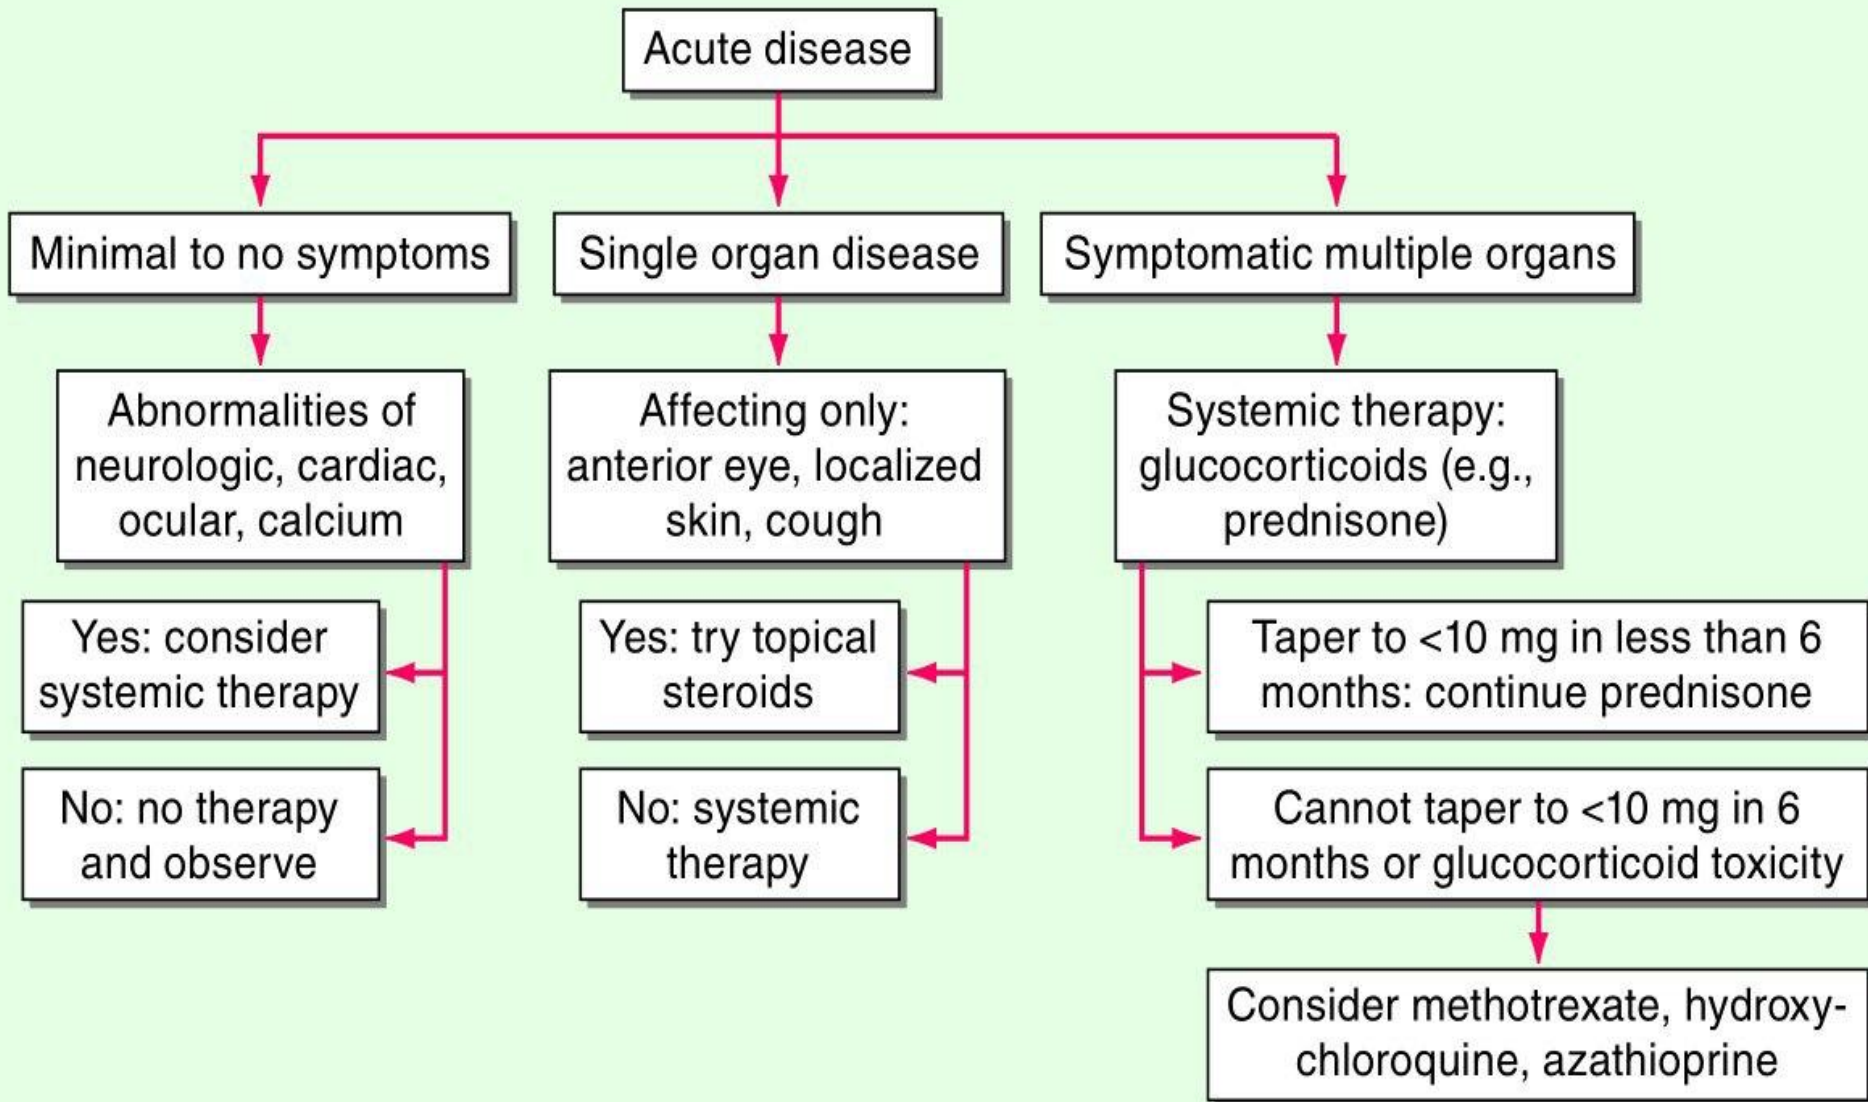 Acute disease
Minimal to no symptoms
Single organ disease
Symptomatic multiple organs
Abnormalities of
neurologic, cardiac,
ocular, calcium
Affecting only:
anterior eye, localized
skin, cough
Systemic therapy:
glucocorticoids (e.g.,
prednisone)
Yes: consider
systemic therapy
Yes: try topical
steroids
Taper to <10 mg in less than 6
months: continue prednisone
No: no therapy
and observe
No: systemic
therapy
Cannot taper to <10 mg in 6
months or glucocorticoid toxicity
Consider methotrexate, hydroxy-
chloroquine, azathioprine